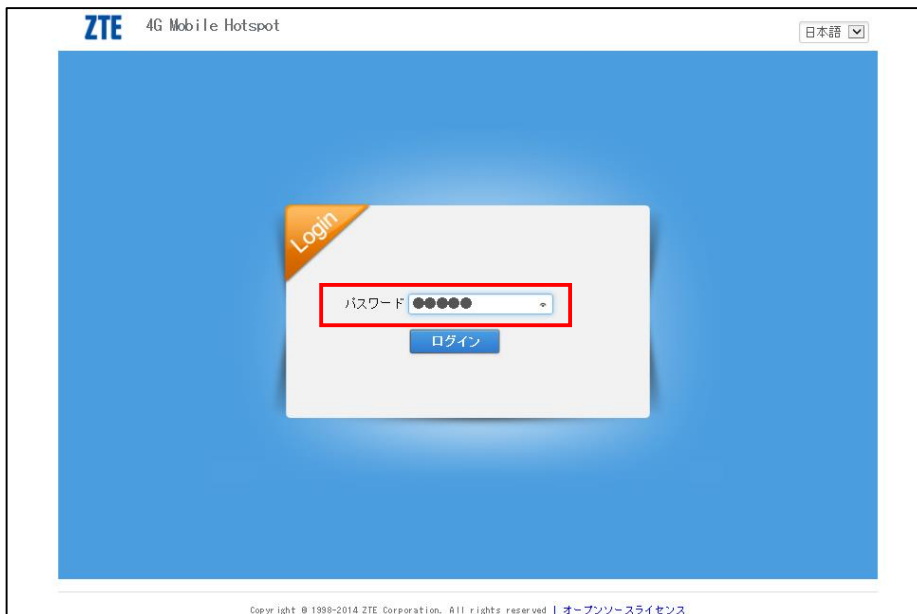 ZTE 4G Mobile Hotspot
日本語
Login
パスワード ●●●●●
ログイン
Copyright © 1998-2014 ZTE Corporation. All rights reserved | オープンソースライセンス